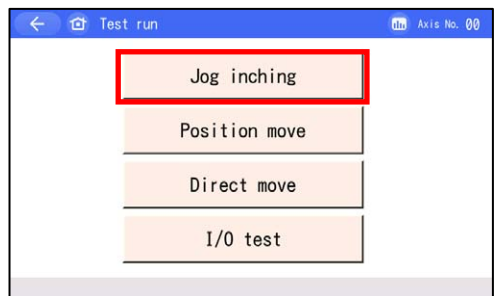 Test run
Axis No. 00
Jog inching
Position move
Direct move
I/O test